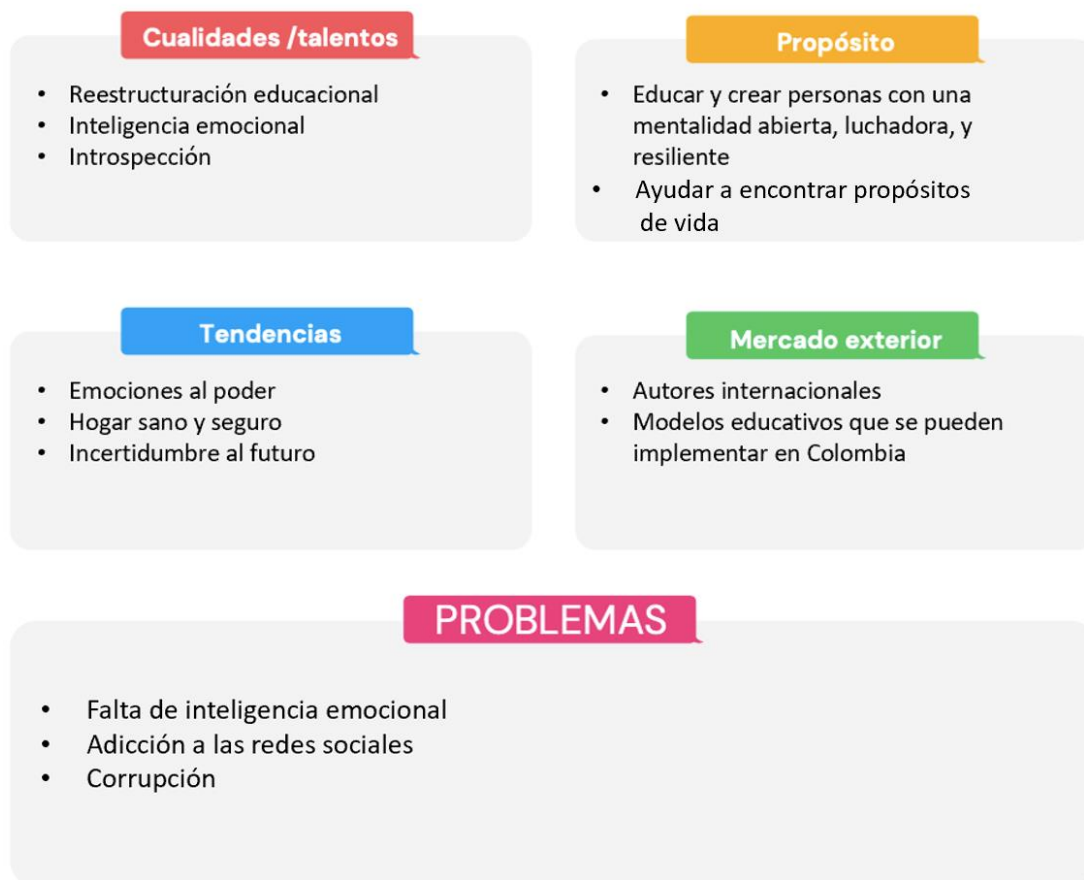 Cualidades /talentos
• Reestructuración educacional
• Inteligencia emocional
• Introspección
Propósito
• Educar y crear personas con una
mentalidad abierta, luchadora, y
resiliente
• Ayudar a encontrar propósitos
de vida
Tendencias
• Emociones al poder
• Hogar sano y seguro
• Incertidumbre al futuro
Mercado exterior
• Autores internacionales
• Modelos educativos que se pueden
implementar en Colombia
PROBLEMAS
• Falta de inteligencia emocional
• Adicción a las redes sociales
• Corrupción